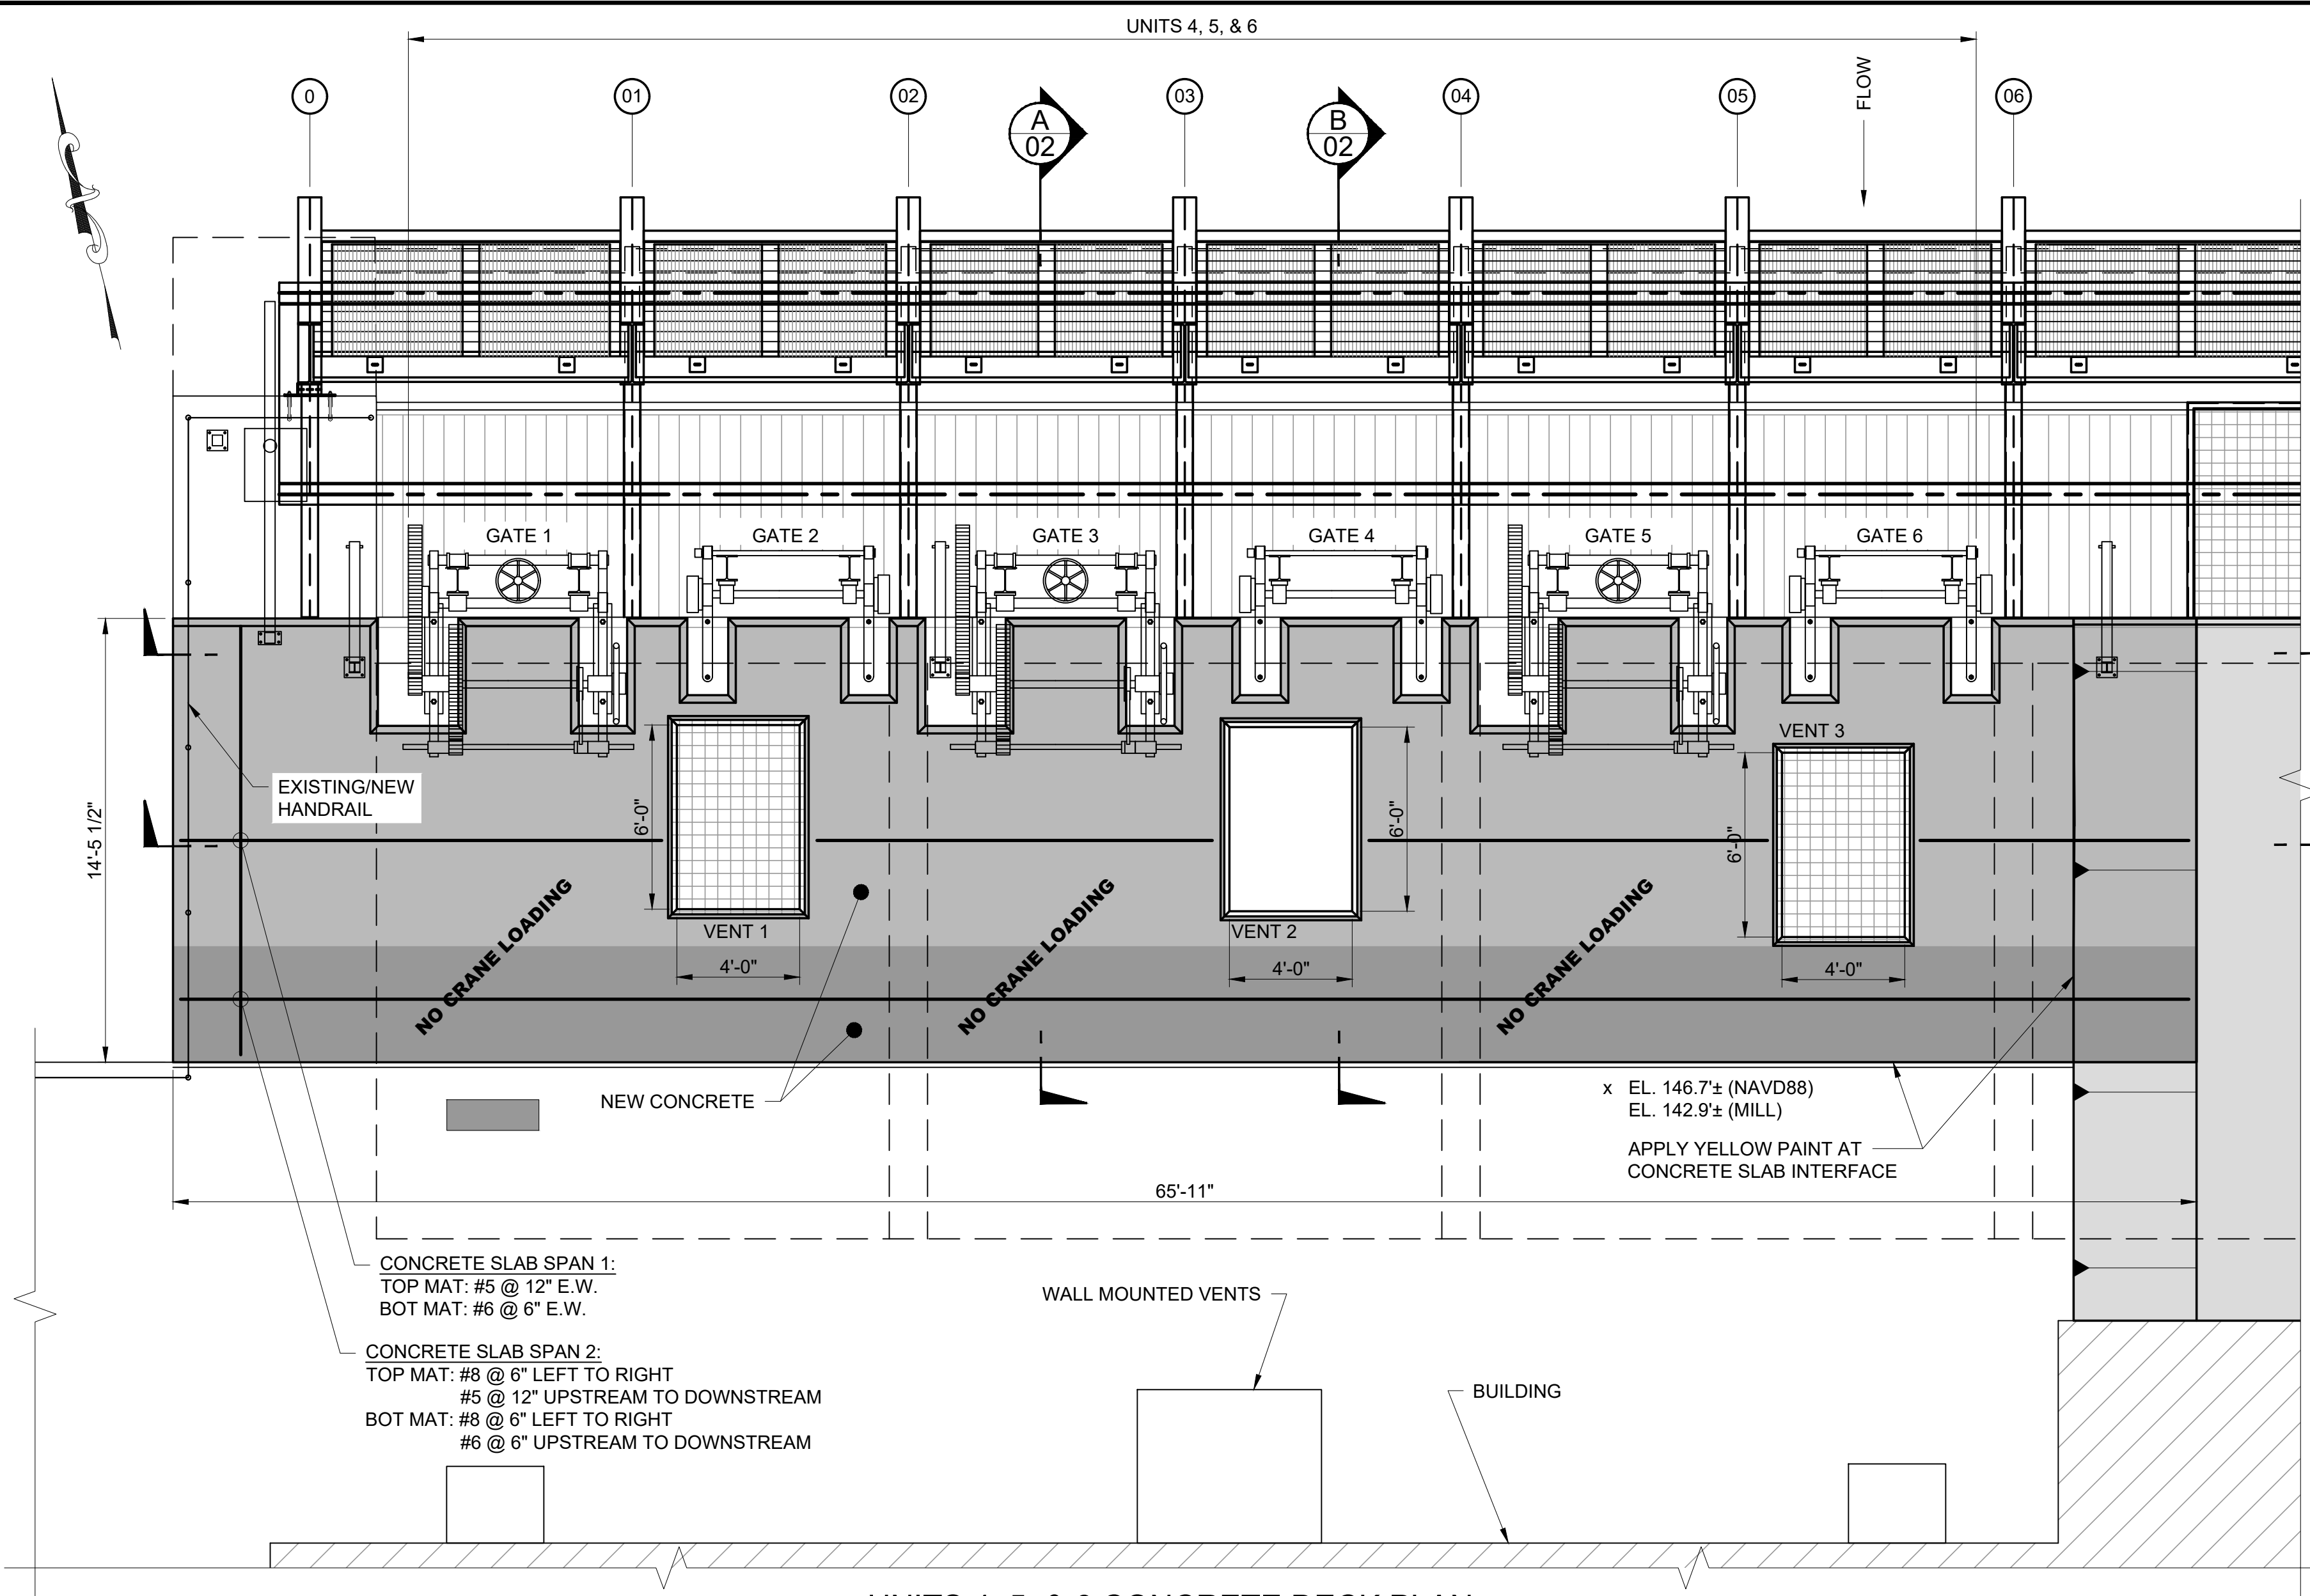 UNITS 4, 5, & 6
0
01
02
A
02
03
B
02
04
05
FLOW
06
GATE 1
GATE 2
GATE 3
GATE 4
GATE 5
GATE 6
VENT 3
EXISTING/NEW
HANDRAIL
14'-5 1/2"
6'-0"
6'-0"
6'-0"
NO CRANE LOADING
NO CRANE LOADING
NO CRANE LOADING
VENT 1
VENT 2
4'-0"
4'-0"
4'-0"
NEW CONCRETE
x EL. 146.7'± (NAVD88)
EL. 142.9'± (MILL)
APPLY YELLOW PAINT AT
CONCRETE SLAB INTERFACE
65'-11"
CONCRETE SLAB SPAN 1:
TOP MAT: #5 @ 12" E.W.
BOT MAT: #6 @ 6" E.W.
WALL MOUNTED VENTS
CONCRETE SLAB SPAN 2:
TOP MAT: #8 @ 6" LEFT TO RIGHT
#5 @ 12" UPSTREAM TO DOWNSTREAM
BOT MAT: #8 @ 6" LEFT TO RIGHT
#6 @ 6" UPSTREAM TO DOWNSTREAM
BUILDING